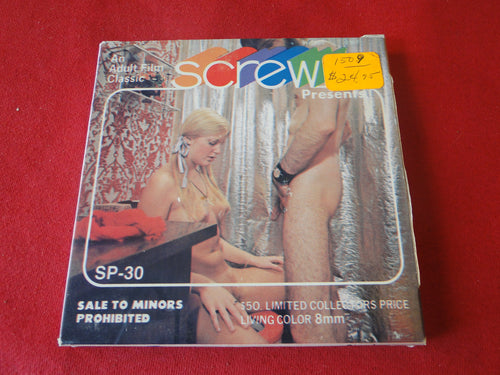 An
Adult Film
Classic
screw
Presents
1509
$24.95
SP-30
SALE TO MINORS
PROHIBITED
$50. LIMITED COLLECTORS PRICE
LIVING COLOR 8mm